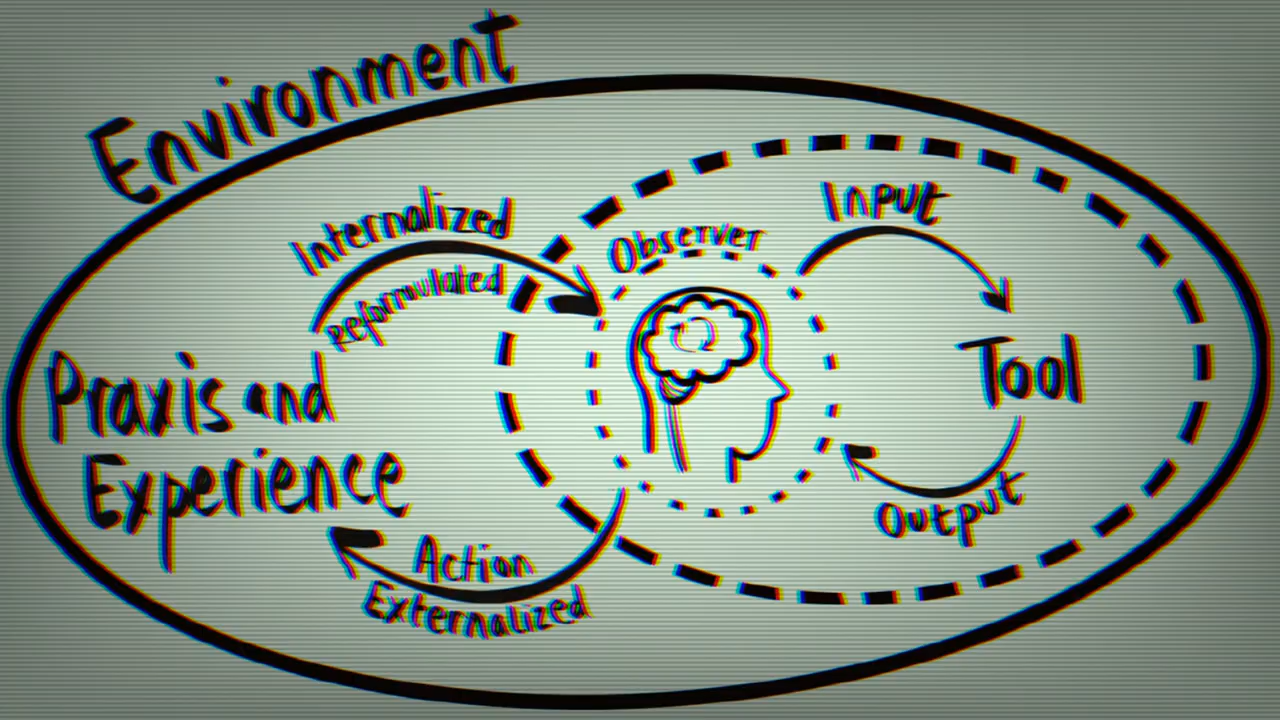 Environment
Internalized
Reformulated
Observer
Input
Praxis and
Experience
Tool
Output
Action
Externalized